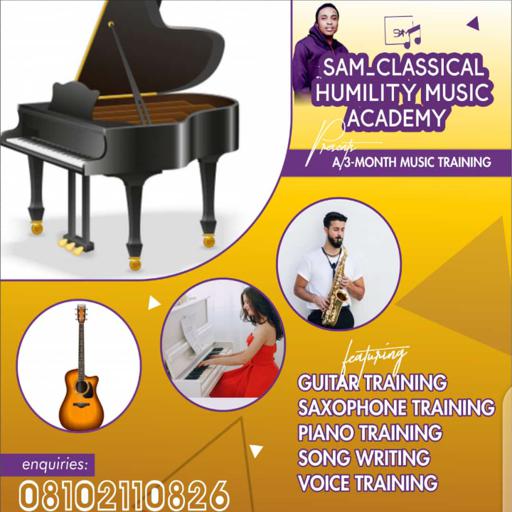 SAM
SAM_CLASSICAL
HUMILITY MUSIC
ACADEMY
Presents
A/3-MONTH MUSIC TRAINING
featuring
GUITAR TRAINING
SAXOPHONE TRAINING
PIANO TRAINING
SONG WRITING
VOICE TRAINING
enquiries:
08102110826